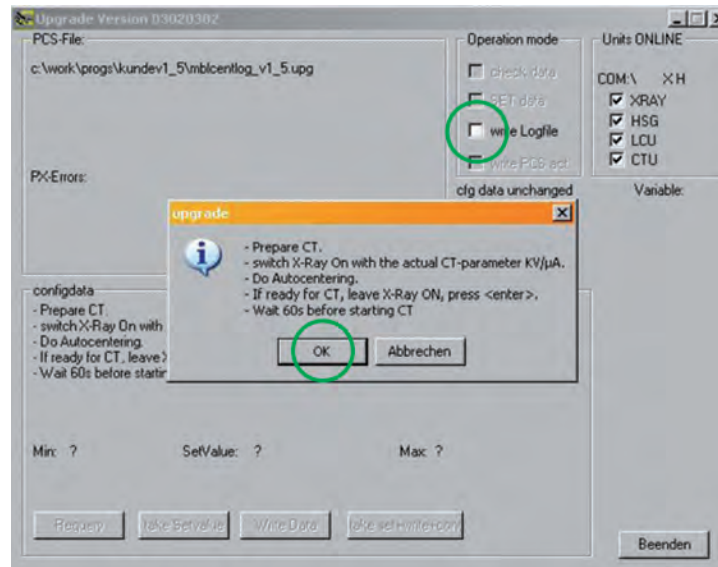 Upgrade Version D3020302
PCS-File:
c:\work\progs\kundev1_5\mblcentlog_v1_5.upg
PX-Errors:
Operation mode
check data
SET data
write Logfile
write PCS act.
cfg data unchanged
Units ONLINE
COM:\ XH
XRAY
HSG
LCU
CTU
Variable:
upgrade
- Prepare CT.
- switch X-Ray On with the actual CT-parameter KV/µA.
- Do Autocentering.
- If ready for CT, leave X-Ray ON, press <enter>.
- Wait 60s before starting CT
OK
Abbrechen
configdata
- Prepare CT.
- switch X-Ray On with
- Do Autocentering.
- If ready for CT, leave
- Wait 60s before startin
Min: ?
SetValue: ?
Max: ?
Requery
take Setvalue
Write Data
take set+write+cont
Beenden